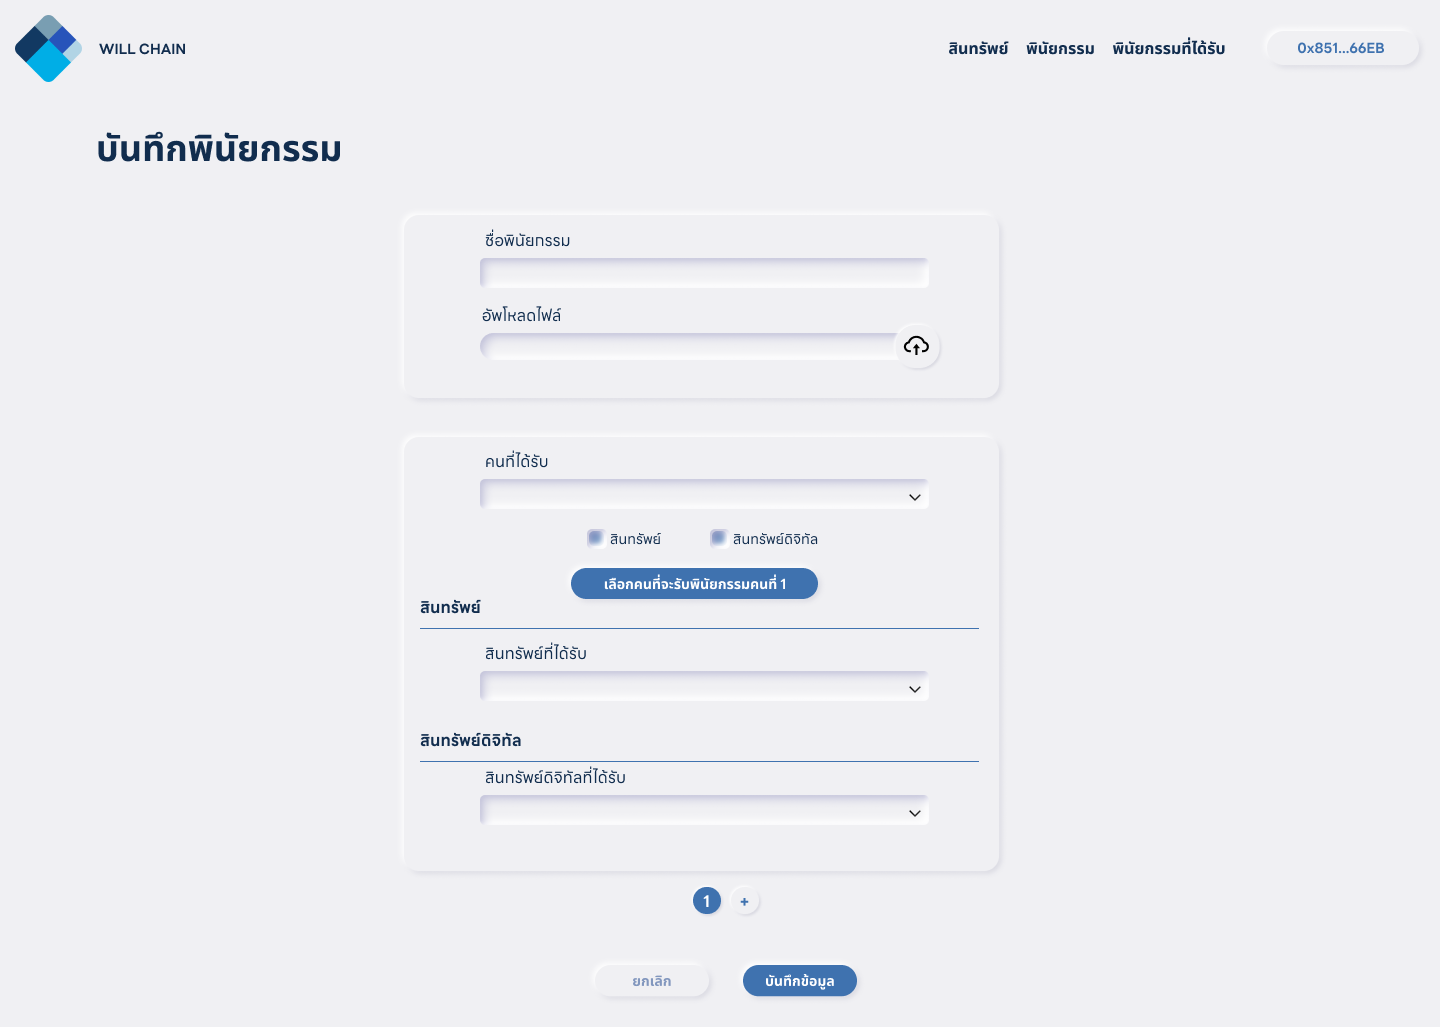 WILL CHAIN
สินทรัพย์ พินัยกรรม พินัยกรรมที่ได้รับ 0x851...66EB
บันทึกพินัยกรรม
ชื่อพินัยกรรม
อัพโหลดไฟล์
คนที่ได้รับ
สินทรัพย์ สินทรัพย์ดิจิทัล
เลือกคนที่จะรับพินัยกรรมคนที่ 1
สินทรัพย์
สินทรัพย์ที่ได้รับ
สินทรัพย์ดิจิทัล
สินทรัพย์ดิจิทัลที่ได้รับ
1 +
ยกเลิก บันทึกข้อมูล